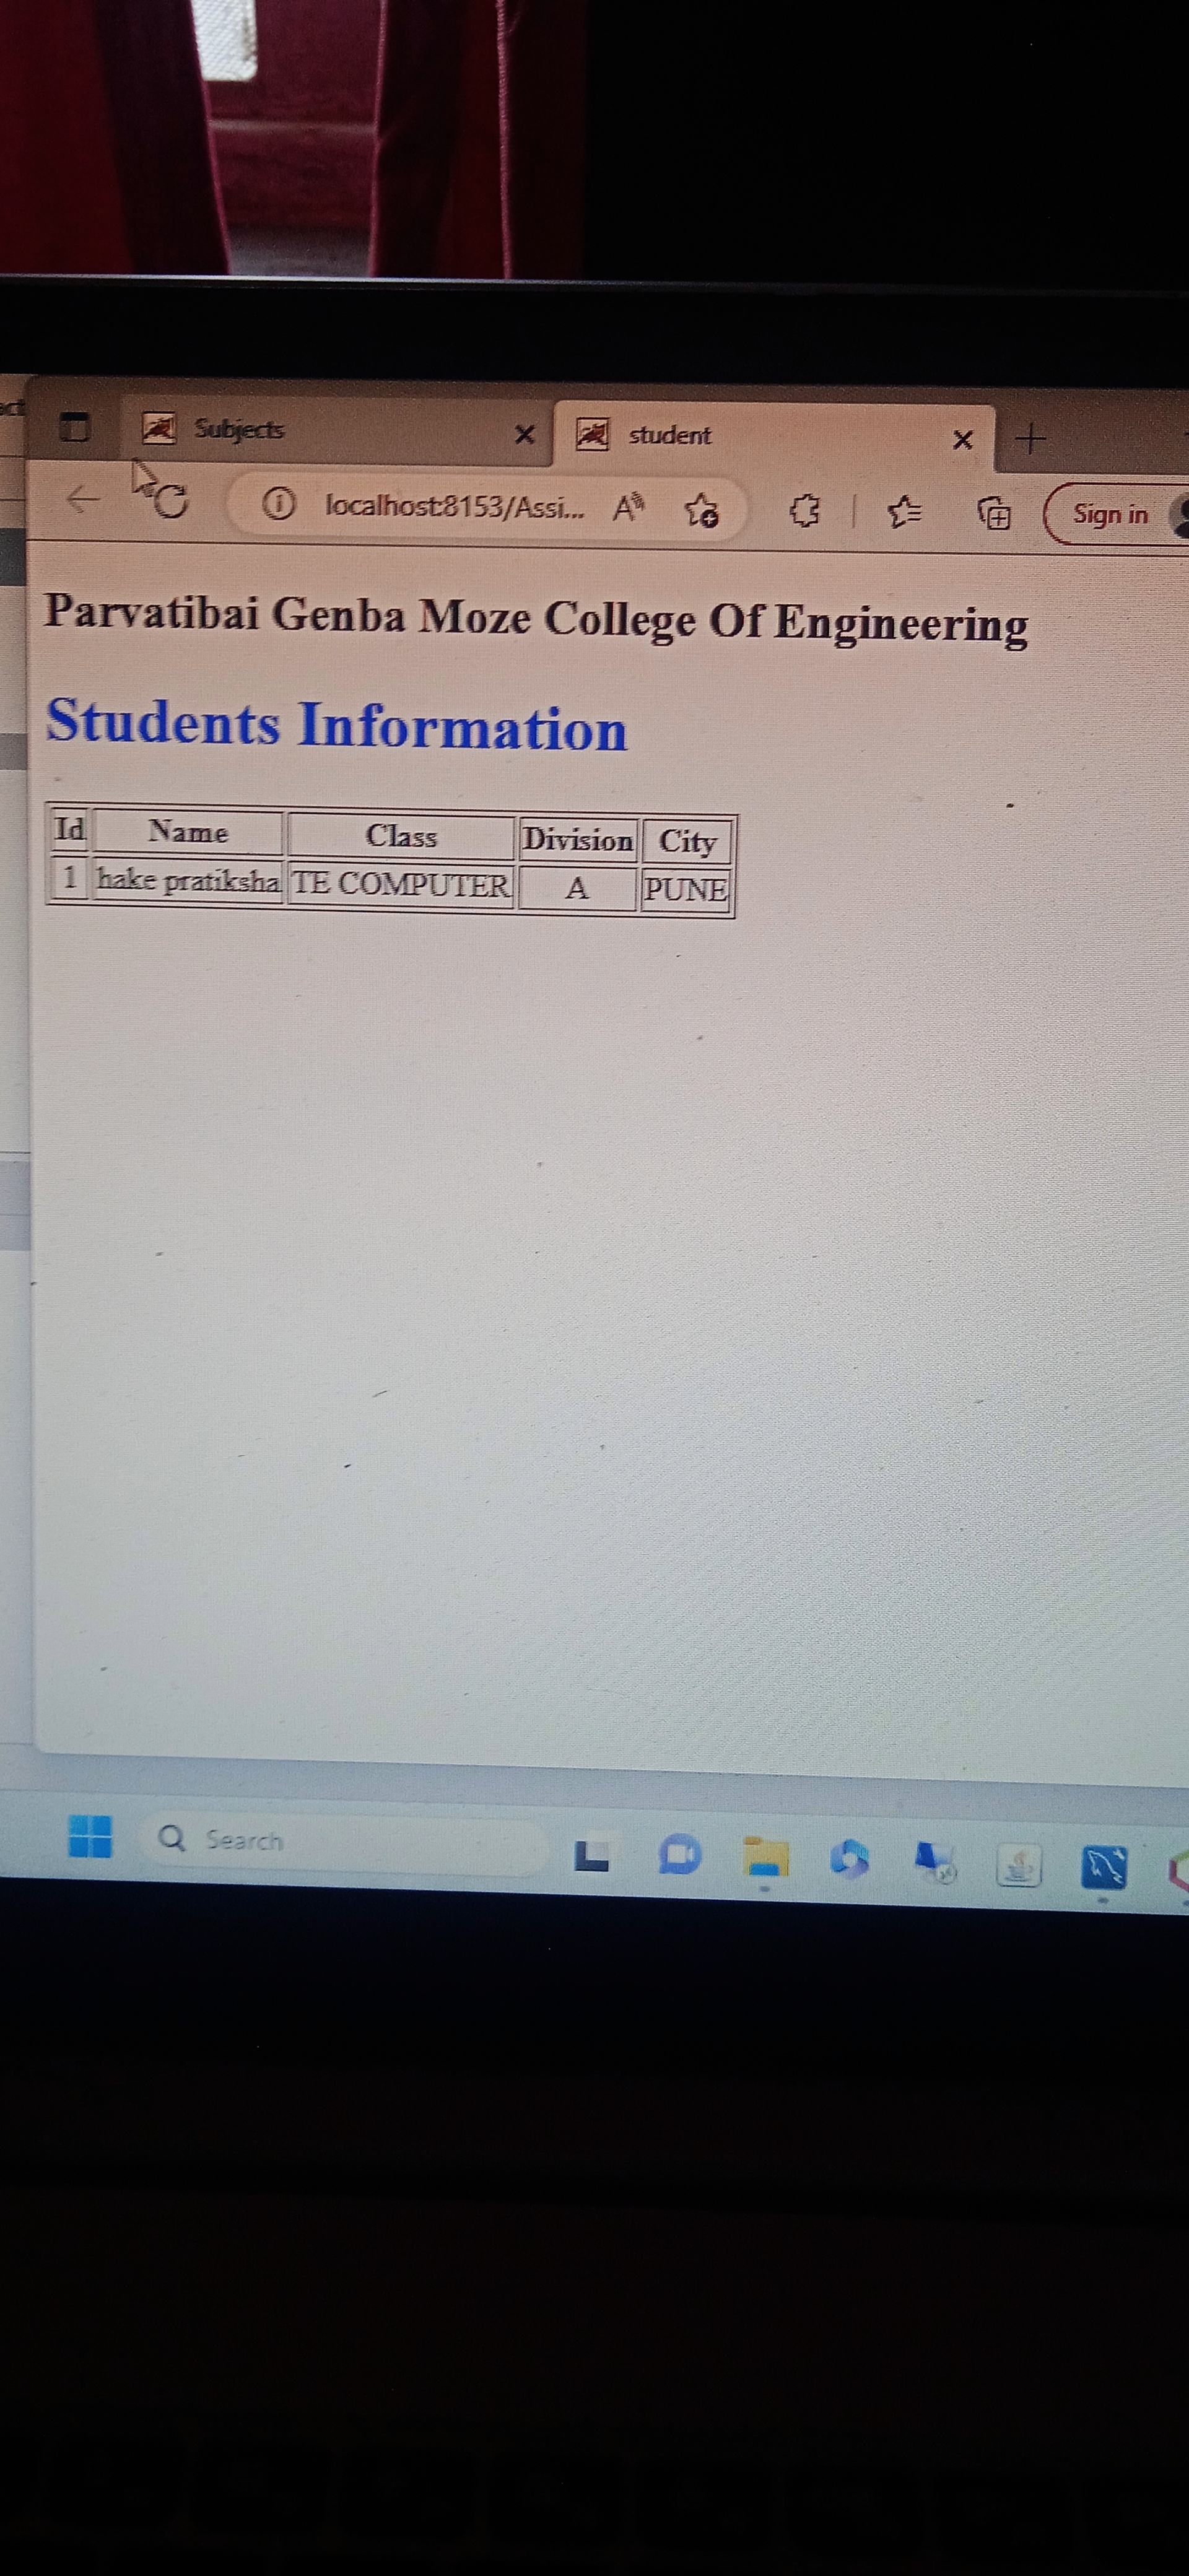 Subjects
student
localhost:8153/Assi...
Sign in
Parvatibai Genba Moze College Of Engineering
Students Information
Id Name Class Division City
1 hake pratiksha TE COMPUTER A PUNE
Search